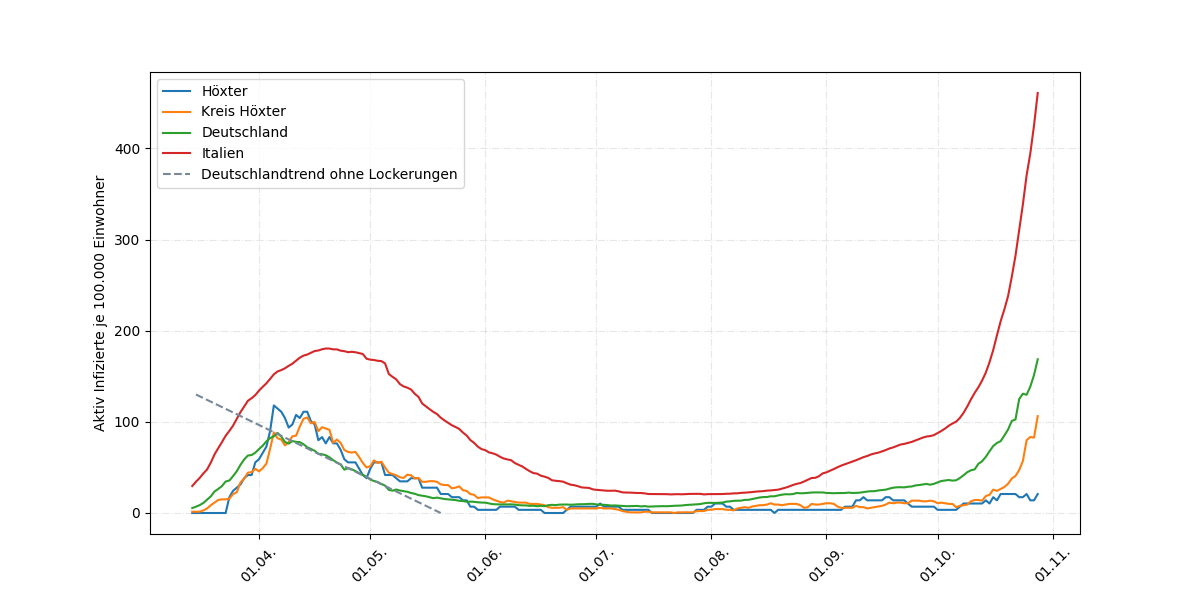 Höxter
Kreis Höxter
Deutschland
Italien
Deutschlandtrend ohne Lockerungen
Aktiv Infizierte je 100.000 Einwohner
400
300
200
100
0
01.04.
01.05.
01.06.
01.07.
01.08.
01.09.
01.10.
01.11.